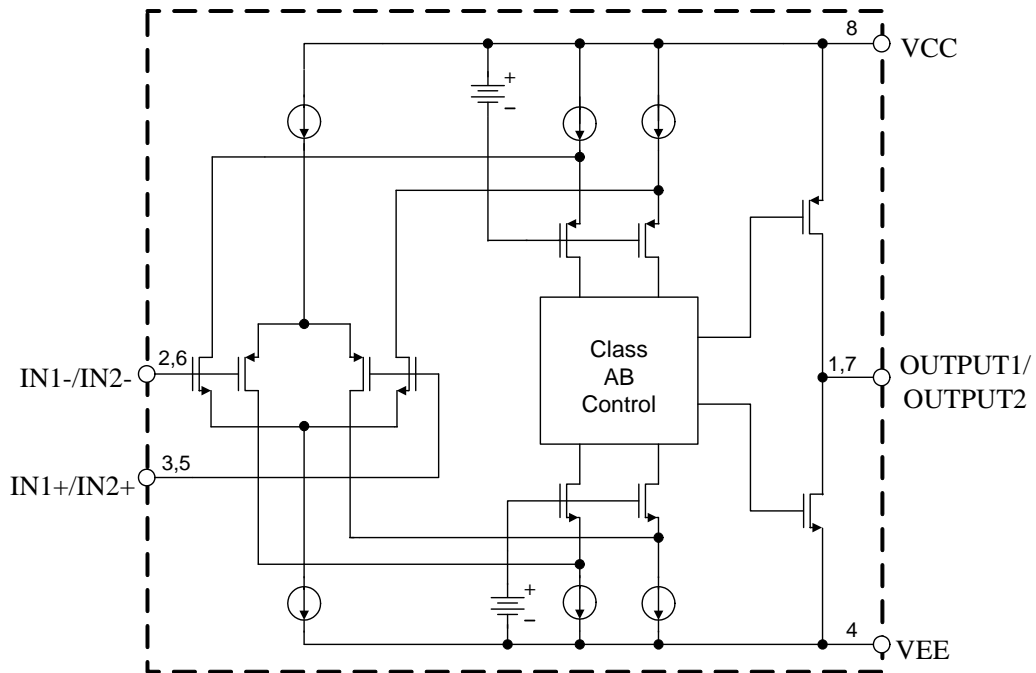 8
VCC
+
−
2,6
IN1-/IN2-
Class
AB
Control
1,7
OUTPUT1/
OUTPUT2
3,5
IN1+/IN2+
+
−
4
VEE